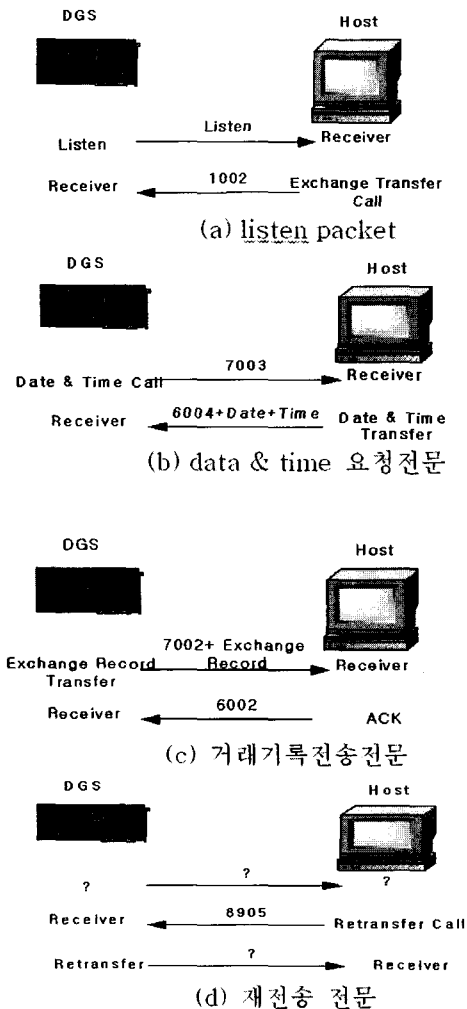 DGS
Host
Listen
Listen
Receiver
Receiver
1002
Exchange Transfer
Call
(a) listen packet
DGS
Host
7003
Date & Time Call
Receiver
Receiver
6004+Date+Time
Date & Time
Transfer
(b) data & time 요청전문
DGS
Host
7002+ Exchange
Record
Exchange Record
Transfer
Receiver
Receiver
6002
ACK
(c) 거래기록전송전문
DGS
Host
?
?
?
Receiver
8905
Retransfer Call
Retransfer
?
Receiver
(d) 재전송 전문